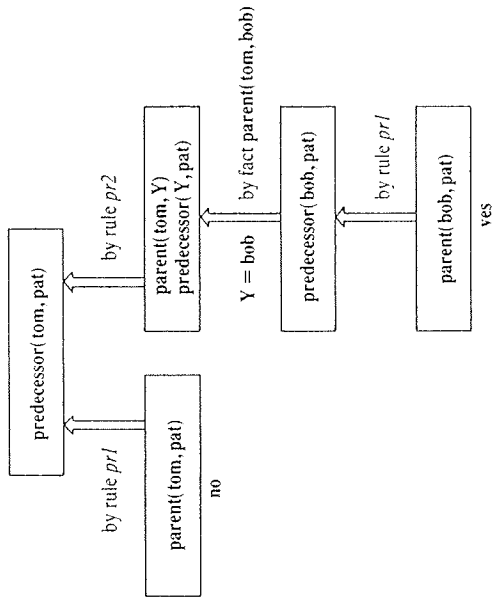 predecessor( tom, pat)
by rule pr1
by rule pr2
parent( tom, pat)
no
parent( tom, Y)
predecessor( Y, pat)
Y = bob
by fact parent( tom, bob)
predecessor( bob, pat)
by rule pr1
parent( bob, pat)
yes